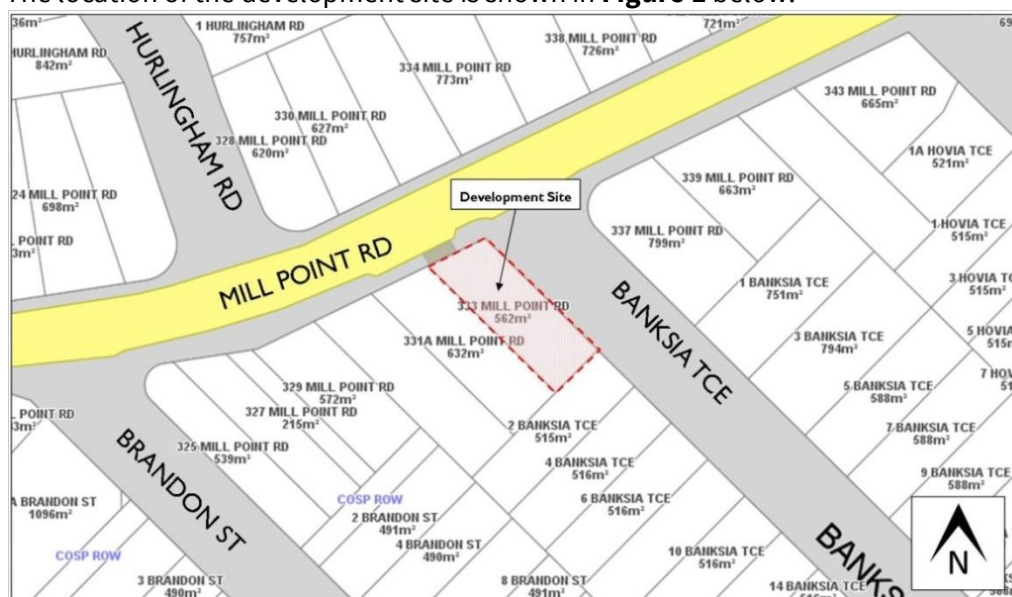 The location of the development site is shown in Figure
36m²
1 HURLINGHAM RD
757m²
721m²
HURLINGHAM RD
842m²
338 MILL POINT RD
726m²
334 MILL POINT RD
773m²
343 MILL POINT RD
665m²
330 MILL POINT RD
627m²
328 MILL POINT RD
620m²
HURLINGHAM RD
1A HOVIA TCE
521m²
24 MILL POINT RD
698m²
339 MILL POINT RD
663m²
Development Site
POINT RD
3m²
337 MILL POINT RD
799m²
1 HOVIA TCE
515m²
MILL POINT RD
1 BANKSIA TCE
751m²
3 HOVIA TC
515m²
333 MILL POINT RD
562m²
BANKSIA TCE
331A MILL POINT RD
632m²
3 BANKSIA TCE
794m²
5 HOVIA
515m
7 HOV
329 MILL POINT RD
572m²
5 BANKSIA TCE
588m²
327 MILL POINT RD
215m²
POINT RD
3m²
2 BANKSIA TCE
515m²
7 BANKSIA TCE
588m²
325 MILL POINT RD
539m²
4 BANKSIA TCE
516m²
9 BANKSIA TCE
588m²
BRANDON ST
6 BANKSIA TCE
516m²
A BRANDON ST
1096m²
COSP ROW
2 BRANDON ST
491m²
BANKS
4 BRANDON ST
490m²
10 BANKSIA TCE
516m²
COSP ROW
N
3 BRANDON ST
490m²
8 BRANDON ST
491m²
14 BANKSIA TCE